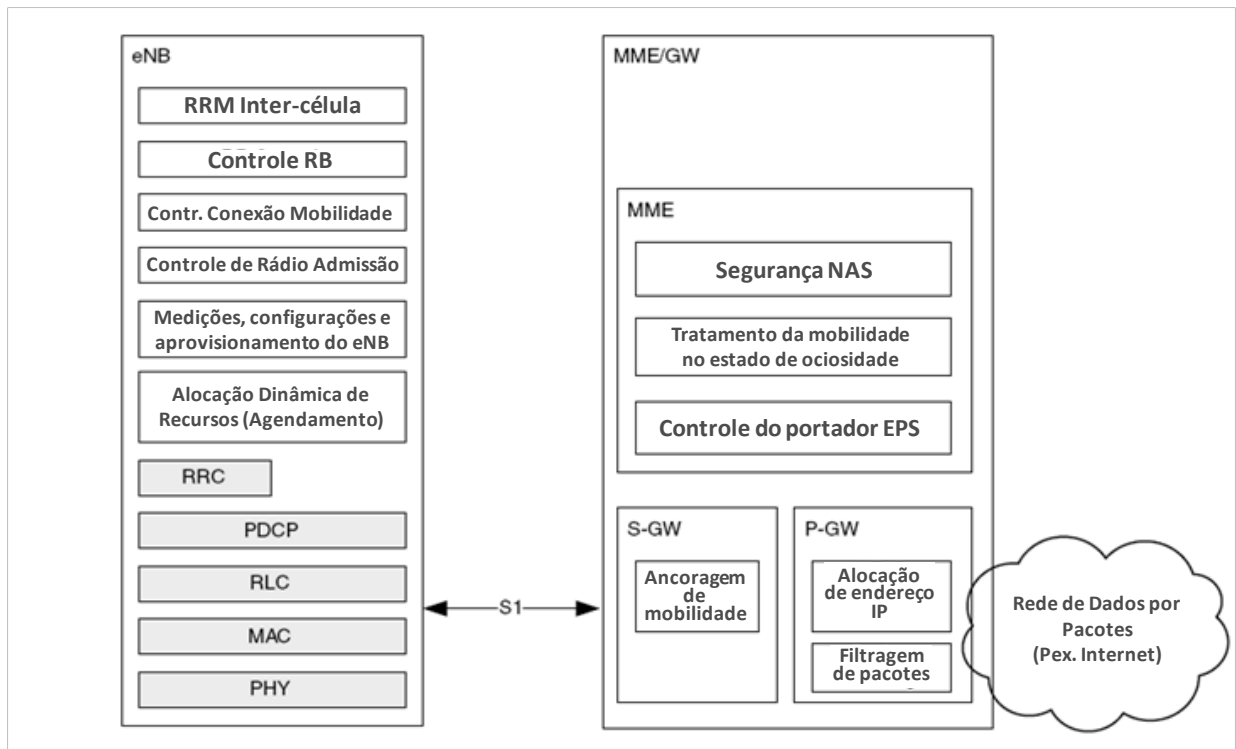 eNB
RRM Inter-célula
Controle RB
Contr. Conexão Mobilidade
Controle de Rádio Admissão
Medições, configurações e
aprovisionamento do eNB
Alocação Dinâmica de
Recursos (Agendamento)
RRC
PDCP
RLC
MAC
PHY
S1
MME/GW
MME
Segurança NAS
Tratamento da mobilidade
no estado de ociosidade
Controle do portador EPS
S-GW
Ancoragem
de
mobilidade
P-GW
Alocação
de endereço
IP
Filtragem
de pacotes
Rede de Dados por
Pacotes
(Pex. Internet)